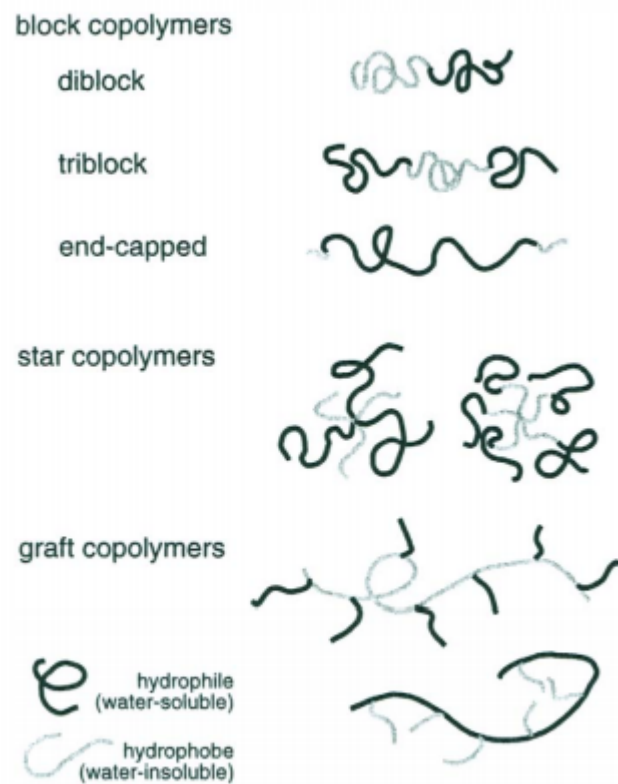 block copolymers
diblock
triblock
end-capped
star copolymers
graft copolymers
hydrophile
(water-soluble)
hydrophobe
(water-insoluble)